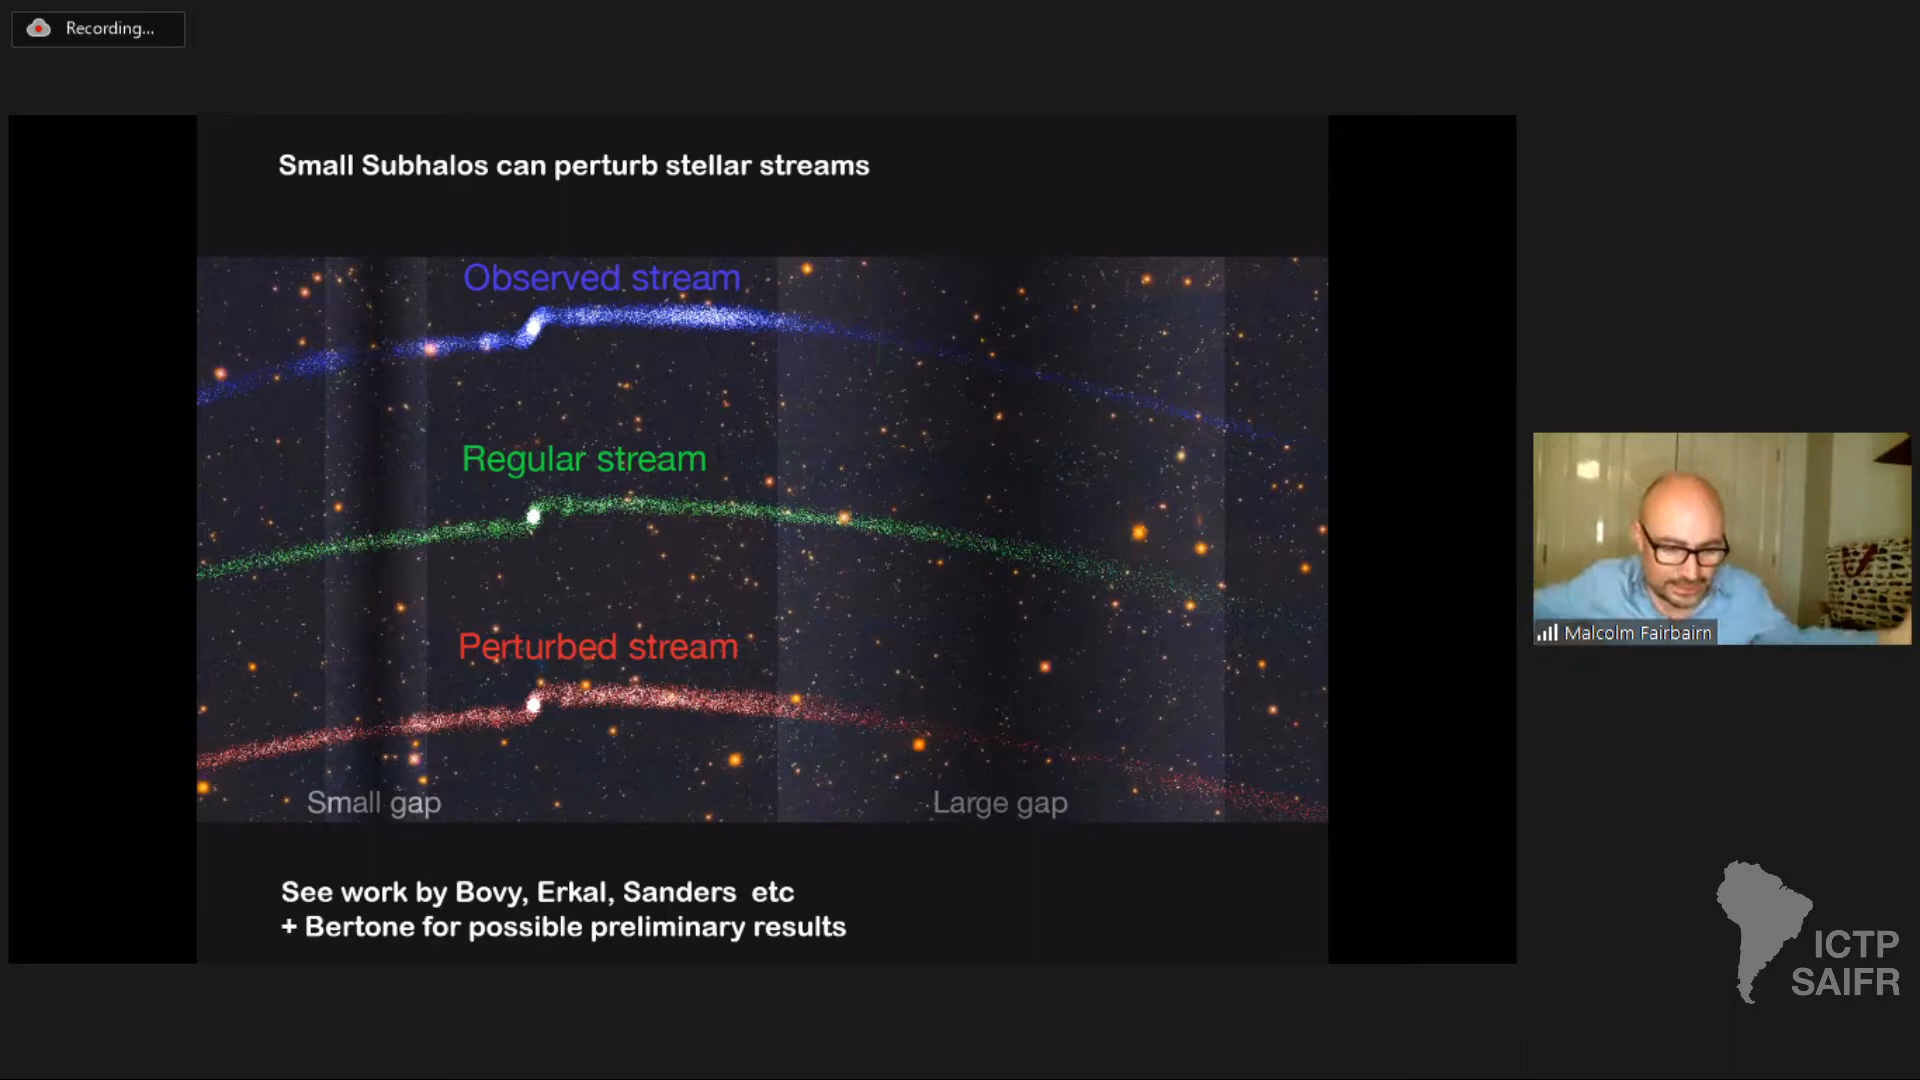 Recording...
Small Subhalos can perturb stellar streams
Observed stream
Regular stream
Perturbed stream
Small gap
Large gap
See work by Bovy, Erkal, Sanders etc
+ Bertone for possible preliminary results
Malcolm Fairbairn
ICTP
SAIFR